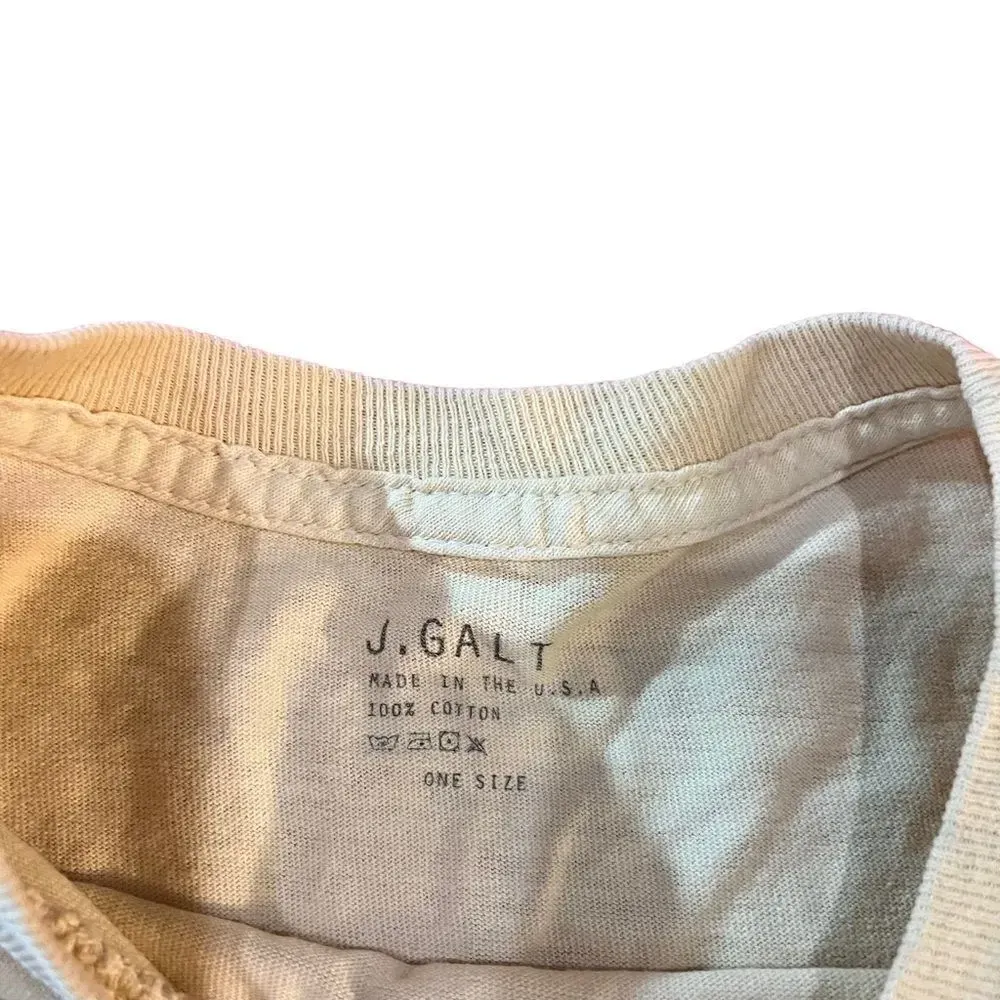 J.GALT
MADE IN THE U.S.A
100% COTTON
ONE SIZE